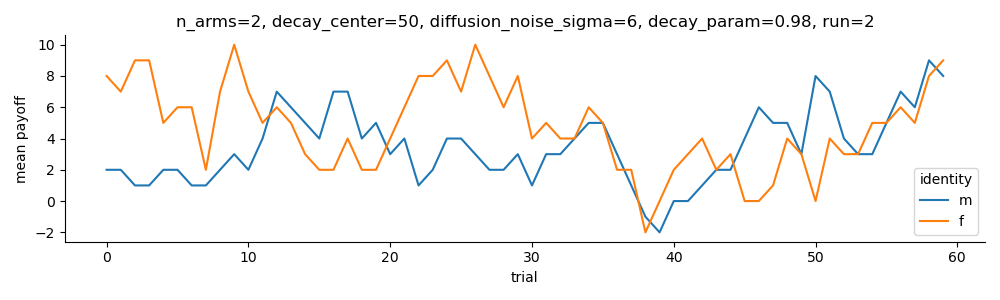 n_arms=2, decay_center=50, diffusion_noise_sigma=6, decay_param=0.98, run=2
mean payoff
10
8
6
4
2
0
−2
identity
m
f
0
10
20
30
40
50
60
trial